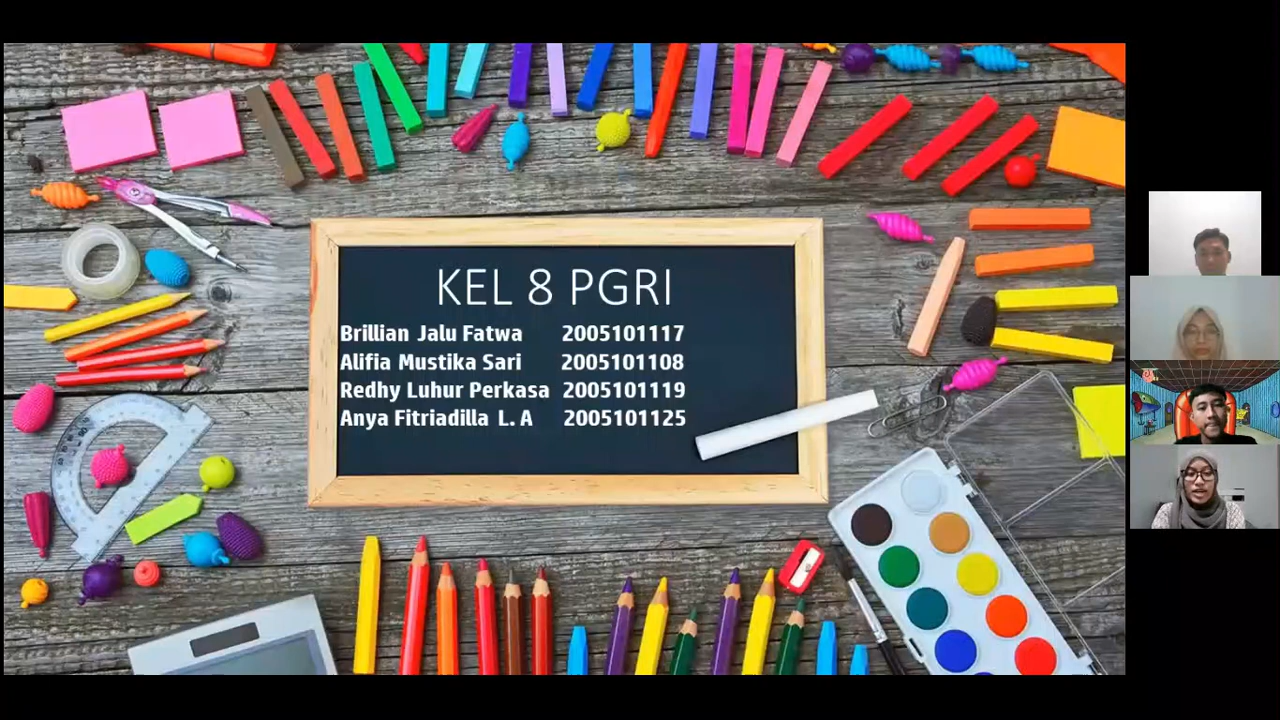 KEL 8 PGRI
Brillian Jalu Fatwa 2005101117
Alifia Mustika Sari 2005101108
Redhy Luhur Perkasa 2005101119
Anya Fitriadilla L. A 2005101125